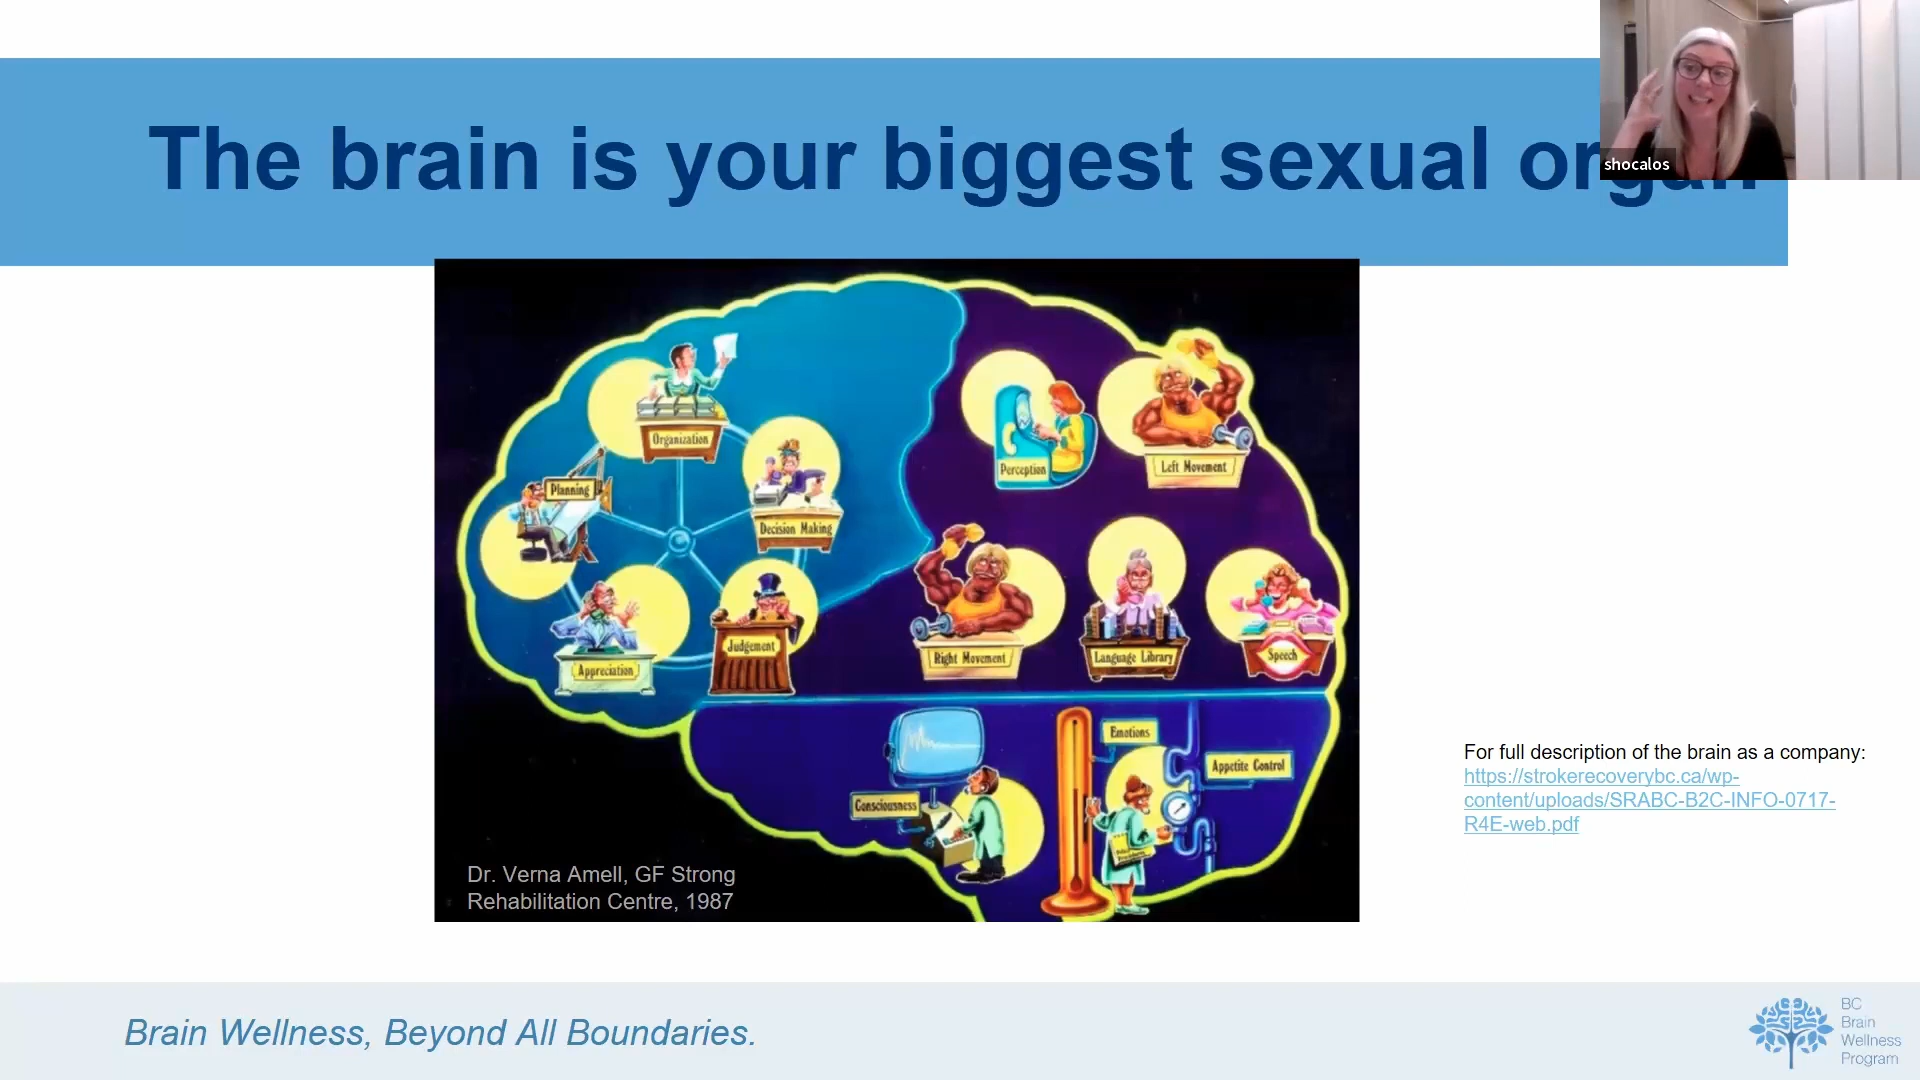 The brain is your biggest sexual organ
shocalos
Organization
Perception
Left Movement
Planning
Decision Making
Judgement
Right Movement
Language Library
Speech
Appreciation
Emotions
Appetite Control
Consciousness
For full description of the brain as a company:
https://strokerecoverybc.ca/wp-
content/uploads/SRABC-B2C-INFO-0717-
R4E-web.pdf
Dr. Verna Amell, GF Strong
Rehabilitation Centre, 1987
Brain Wellness, Beyond All Boundaries.
BC
Brain
Wellness
Program